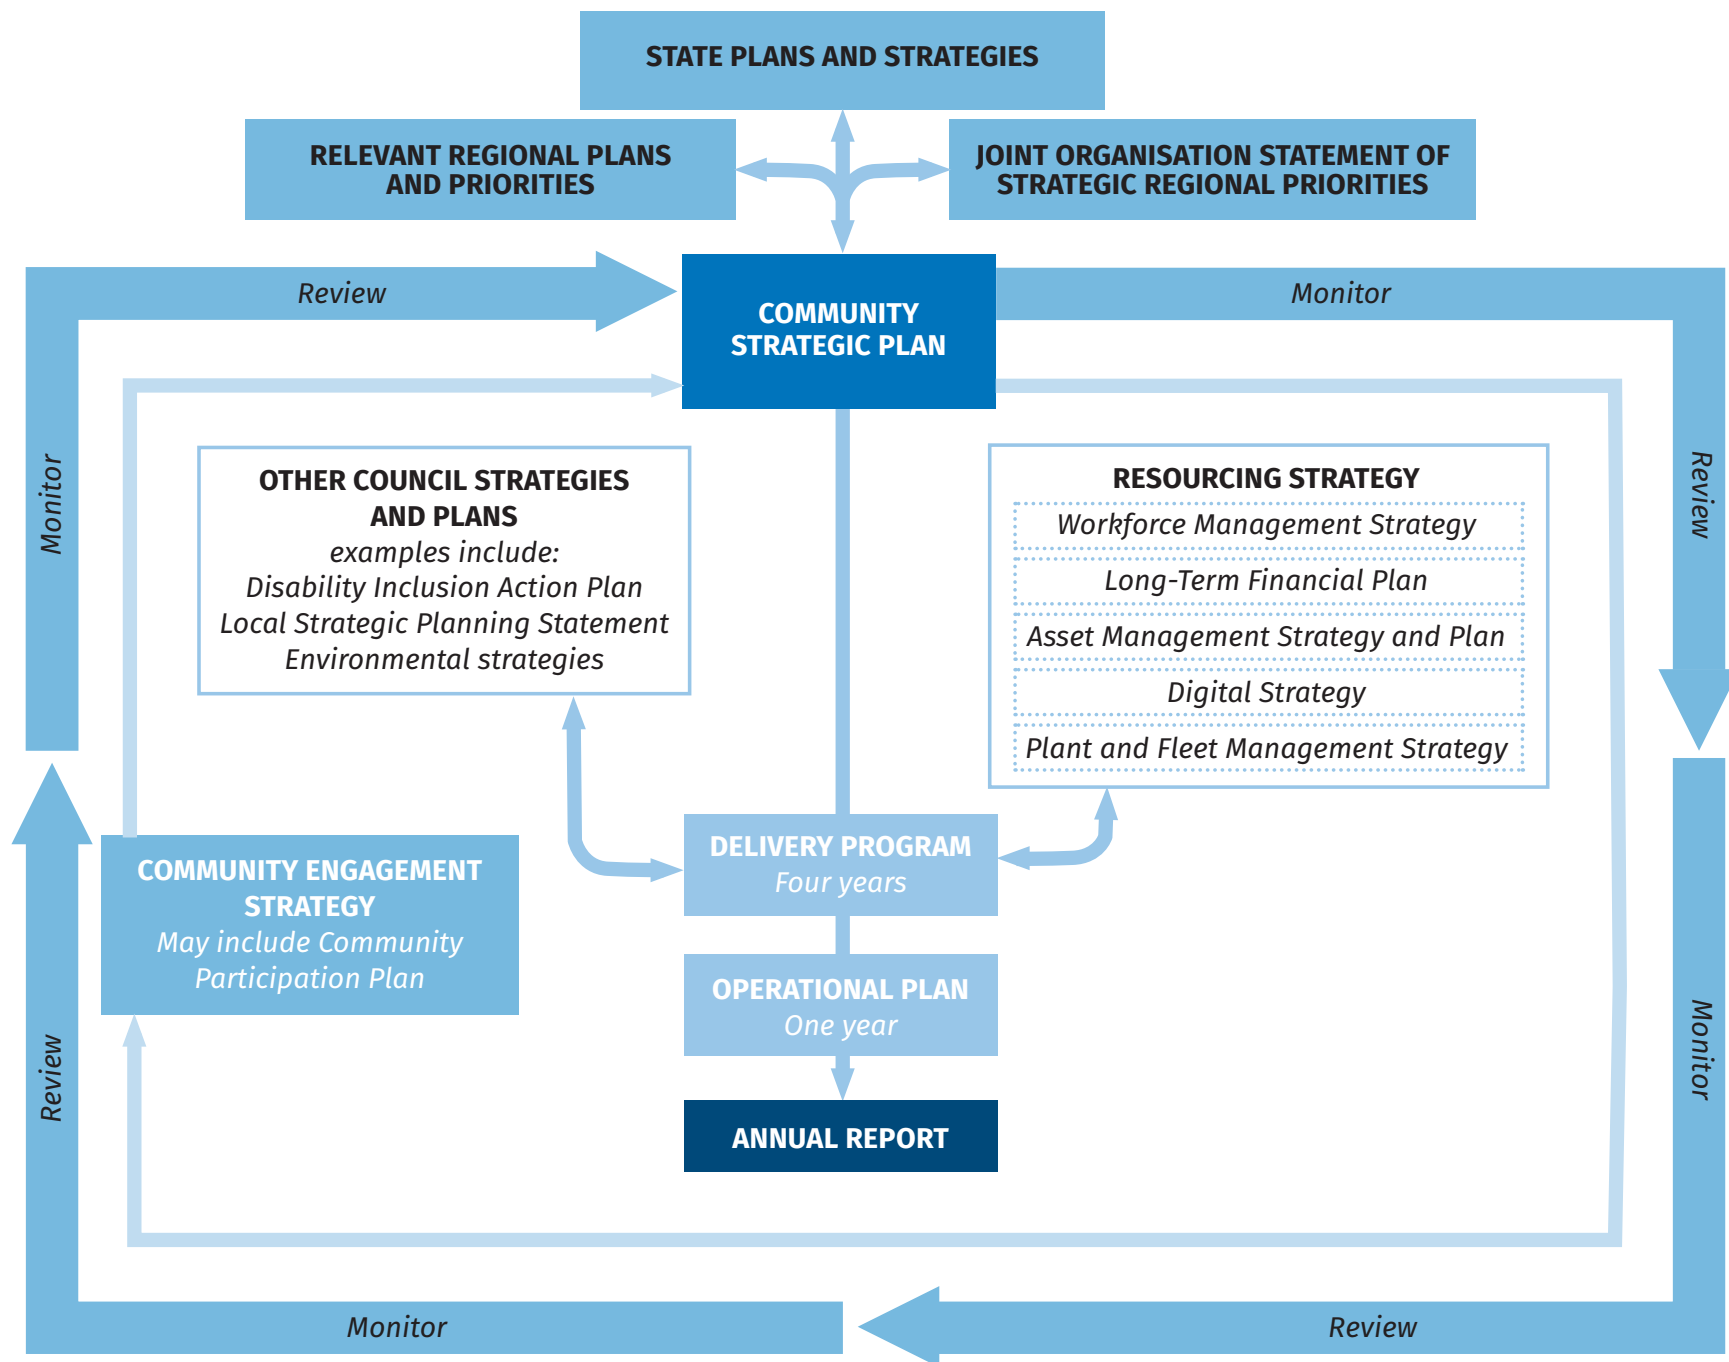 STATE PLANS AND STRATEGIES
RELEVANT REGIONAL PLANS
AND PRIORITIES
JOINT ORGANISATION STATEMENT OF
STRATEGIC REGIONAL PRIORITIES
Review
COMMUNITY
STRATEGIC PLAN
Monitor
Monitor
OTHER COUNCIL STRATEGIES
AND PLANS
examples include:
Disability Inclusion Action Plan
Local Strategic Planning Statement
Environmental strategies
RESOURCING STRATEGY
Workforce Management Strategy
Long-Term Financial Plan
Asset Management Strategy and Plan
Digital Strategy
Plant and Fleet Management Strategy
Review
COMMUNITY ENGAGEMENT
STRATEGY
May include Community
Participation Plan
DELIVERY PROGRAM
Four years
OPERATIONAL PLAN
One year
ANNUAL REPORT
Review
Monitor
Monitor
Review